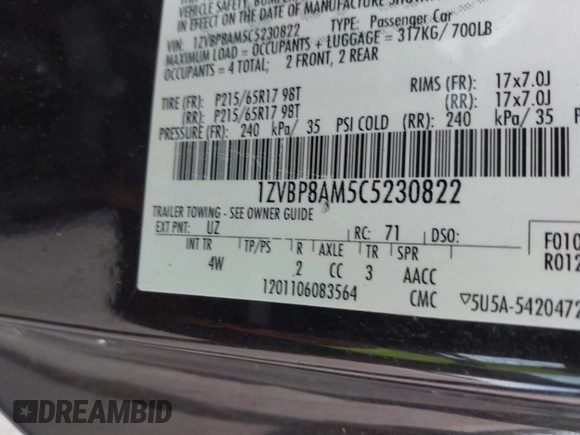 VEHICLE SAFETY, BUMPER
IN EFFECT ON THE DATE OF MANUFACTURE SHOWN
VIN: 1ZVBP8AM5C5230822 TYPE: Passenger Car
MAXIMUM LOAD = OCCUPANTS + LUGGAGE = 317KG / 700LB
OCCUPANTS = 4 TOTAL; 2 FRONT, 2 REAR
TIRE (FR): P215/65R17 98T RIMS (FR): 17x7.0J
(RR): P215/65R17 98T (RR): 17x7.0J
PRESSURE (FR): 240 kPa/ 35 PSI COLD (RR): 240 kPa/ 35
1ZVBP8AM5C5230822
TRAILER TOWING - SEE OWNER GUIDE
EXT PNT: UZ RC: 71 DSO: F010
INT TR TP/PS R AXLE TR SPR R012
4W 2 CC 3 AACC
1201106083564 CMC ▽5U5A-5420472
DREAMBID